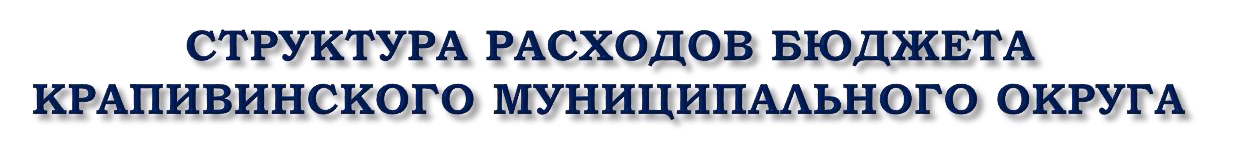 СТРУКТУРА РАСХОДОВ БЮДЖЕТА
КРАПИВИНСКОГО МУНИЦИПАЛЬНОГО ОКРУГА